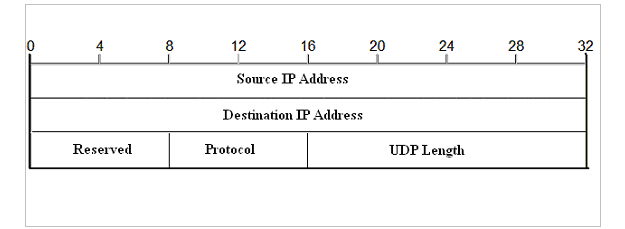 0 4 8 12 16 20 24 28 32
Source IP Address
Destination IP Address
Reserved Protocol UDP Length